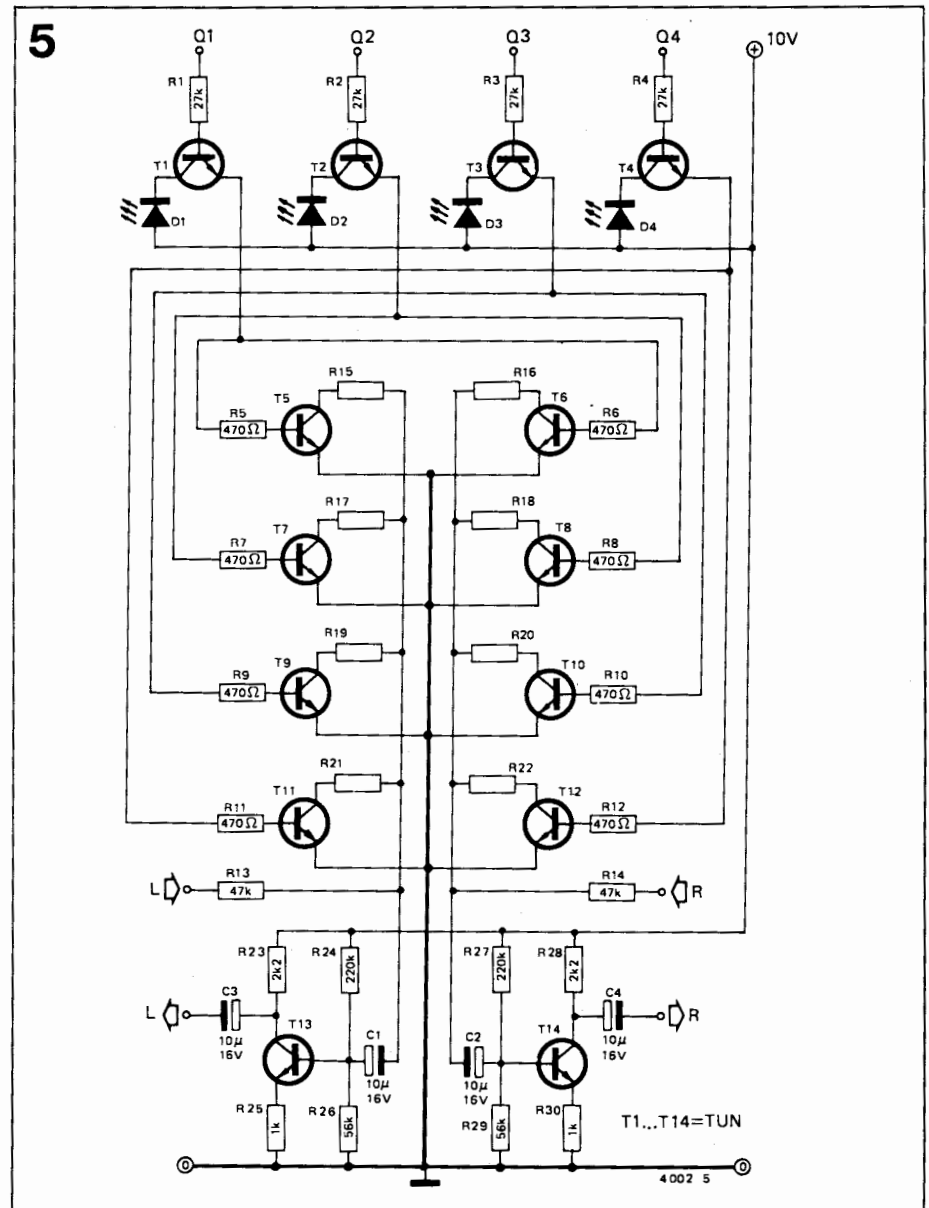 5
Q1 Q2 Q3 Q4 10V
R1 R2 R3 R4
27k 27k 27k 27k
T1 T2 T3 T4
D1 D2 D3 D4
R15 R16
T5 T6
R5 R6
470Ω 470Ω
R17 R18
T7 T8
R7 R8
470Ω 470Ω
R19 R20
T9 T10
R9 R10
470Ω 470Ω
R21 R22
T11 T12
R11 R12
470Ω 470Ω
R13 R14
L 47k 47k R
R23 R24 R27 R28
2k2 220k 220k 2k2
C3 C4
L R
10µ T13 C1 C2 T14 10µ
16V 16V
10µ 10µ
16V 16V
R25 R26 R29 R30
1k 56k 56k 1k
T1...T14=TUN
0 0
4002 5